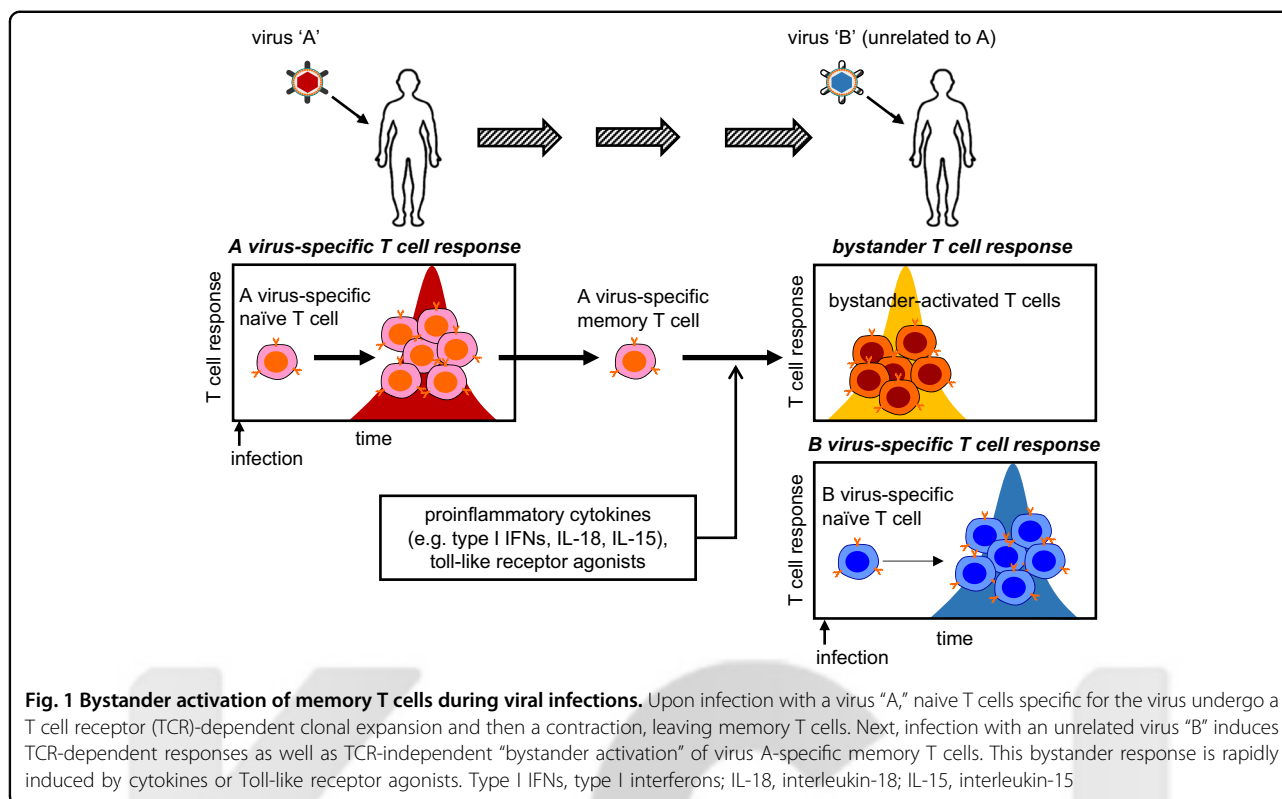 virus ‘A’
virus ‘B’ (unrelated to A)
A virus-specific T cell response
T cell response
A virus-specific
naïve T cell
time
infection
A virus-specific
memory T cell
proinflammatory cytokines
(e.g. type I IFNs, IL-18, IL-15),
toll-like receptor agonists
bystander T cell response
T cell response
bystander-activated T cells
B virus-specific T cell response
T cell response
B virus-specific
naïve T cell
time
infection
Fig. 1 Bystander activation of memory T cells during viral infections. Upon infection with a virus “A,” naive T cells specific for the virus undergo a
T cell receptor (TCR)-dependent clonal expansion and then a contraction, leaving memory T cells. Next, infection with an unrelated virus “B” induces
TCR-dependent responses as well as TCR-independent “bystander activation” of virus A-specific memory T cells. This bystander response is rapidly
induced by cytokines or Toll-like receptor agonists. Type I IFNs, type I interferons; IL-18, interleukin-18; IL-15, interleukin-15